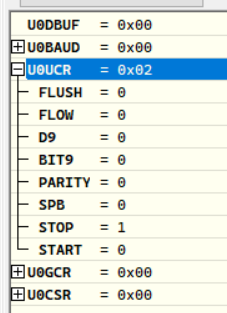 U0DBUF = 0x00
U0BAUD = 0x00
U0UCR = 0x02
FLUSH = 0
FLOW = 0
D9 = 0
BIT9 = 0
PARITY = 0
SPB = 0
STOP = 1
START = 0
U0GCR = 0x00
U0CSR = 0x00